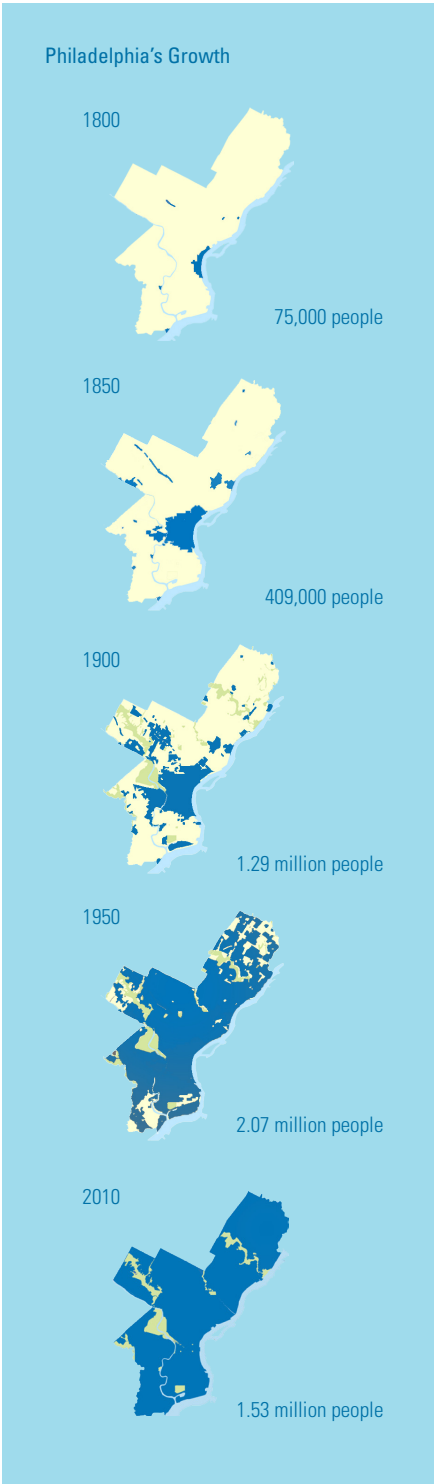 Philadelphia's Growth
1800
75,000 people
1850
409,000 people
1900
1.29 million people
1950
2.07 million people
2010
1.53 million people